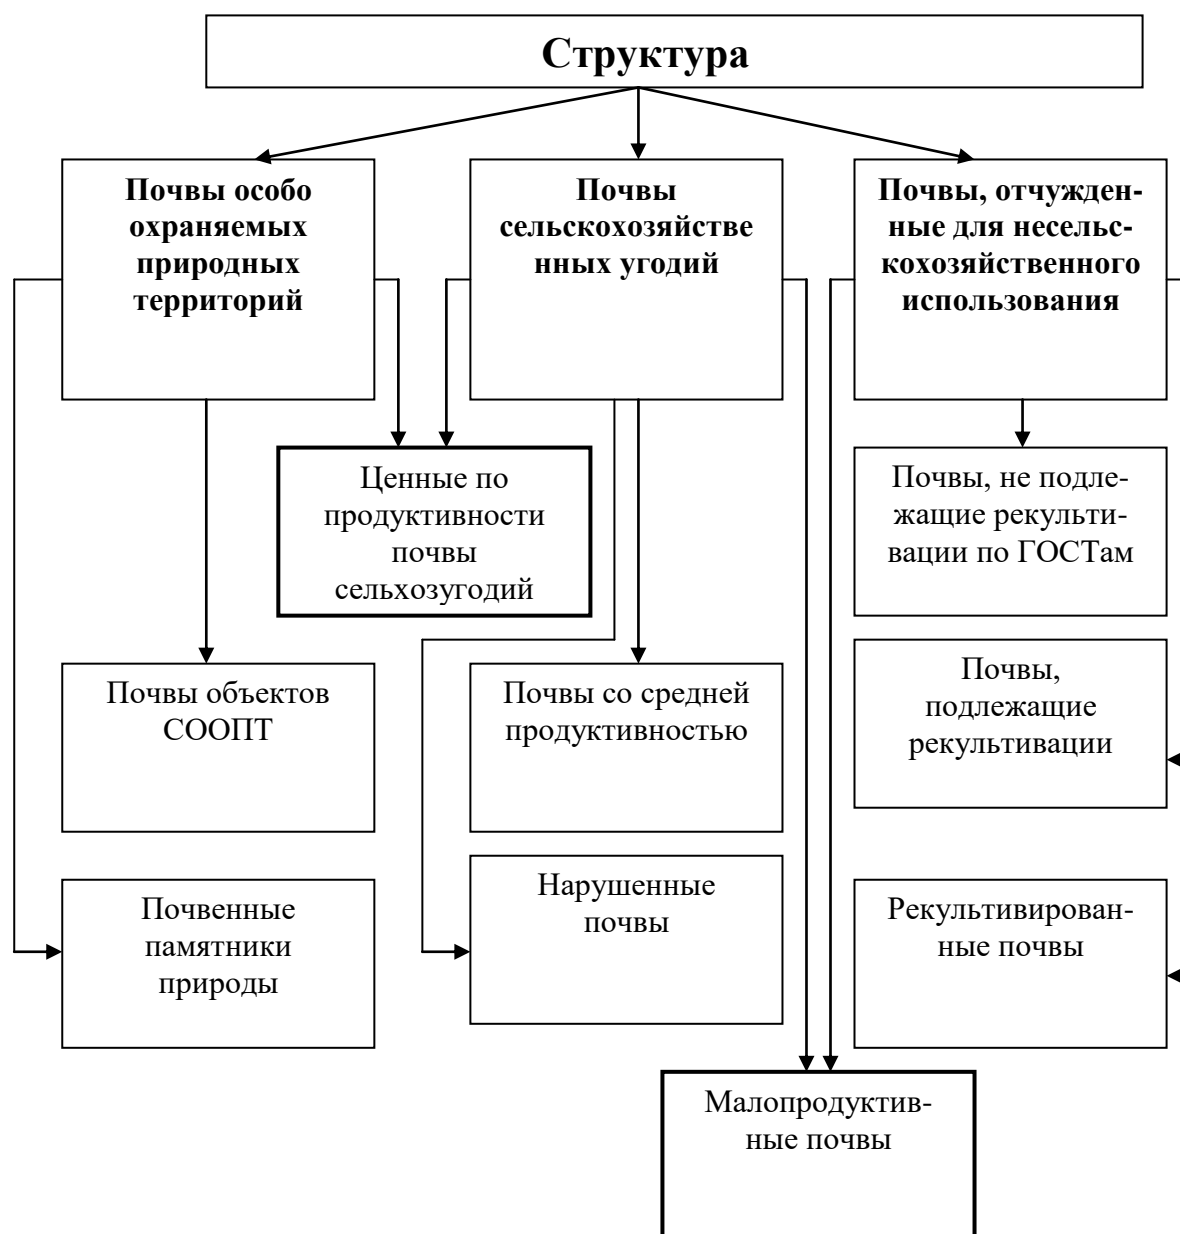 Структура
Почвы особо
охраняемых
природных
территорий
Почвы
сельскохозяйстве
нных угодий
Почвы, отчужден-
ные для несельс-
кохозяйственного
использования
Ценные по
продуктивности
почвы
сельхозугодий
Почвы, не подле-
жащие рекульти-
вации по ГОСТам
Почвы объектов
СООПТ
Почвы со средней
продуктивностью
Почвы,
подлежащие
рекультивации
Почвенные
памятники
природы
Нарушенные
почвы
Рекультивирован-
ные почвы
Малопродуктив-
ные почвы